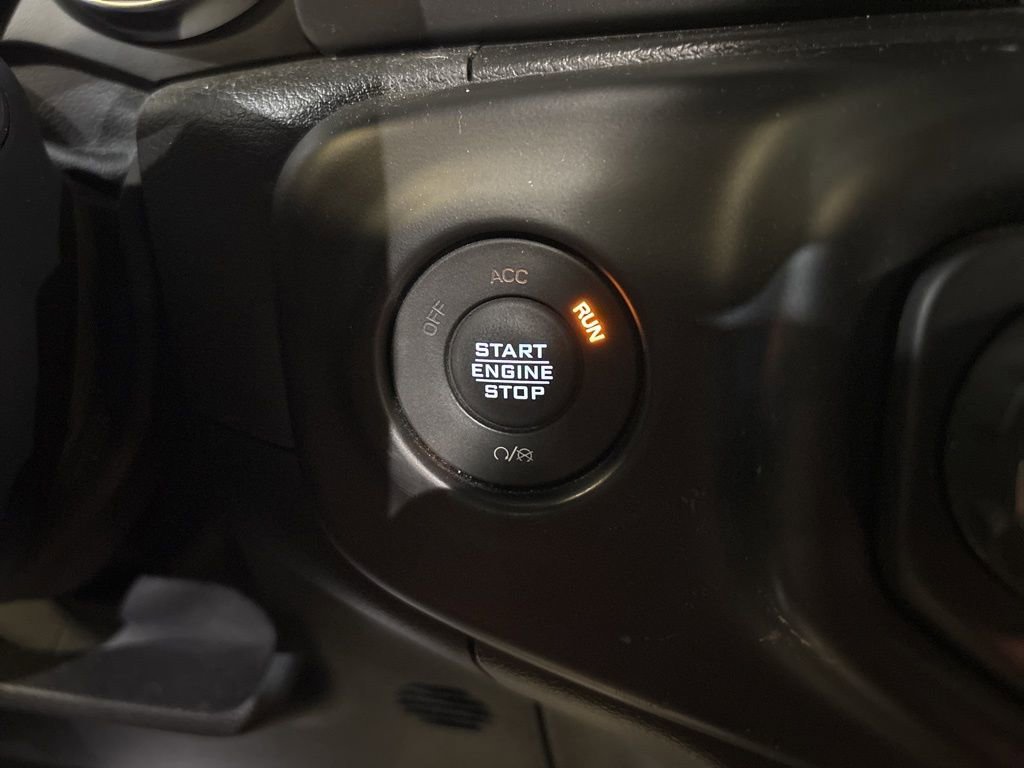 ACC
OFF
RUN
START
ENGINE
STOP